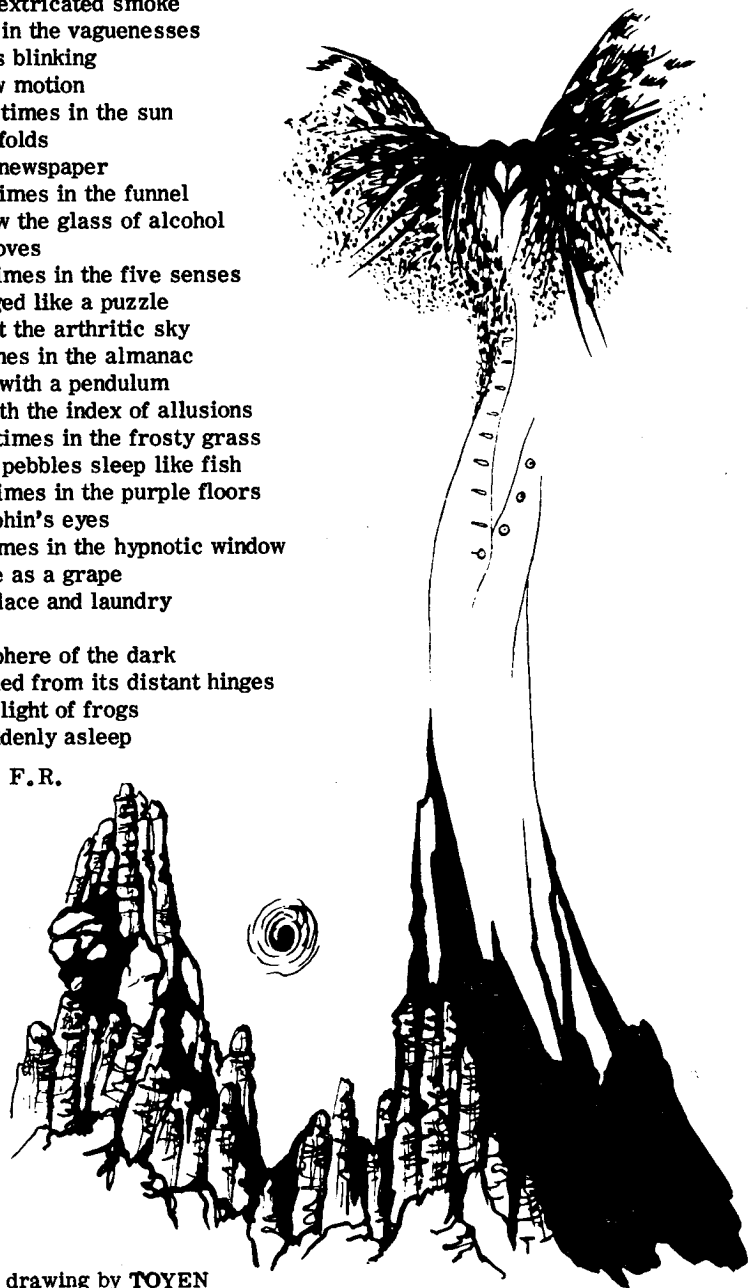 extricated smoke
in the vaguenesses
s blinking
w motion
times in the sun
folds
newspaper
imes in the funnel
w the glass of alcohol
oves
imes in the five senses
ged like a puzzle
t the arthritic sky
nes in the almanac
with a pendulum
th the index of allusions
times in the frosty grass
pebbles sleep like fish
imes in the purple floors
phin's eyes
mes in the hypnotic window
e as a grape
lace and laundry
phere of the dark
ed from its distant hinges
light of frogs
denly asleep
F.R.
drawing by TOYEN